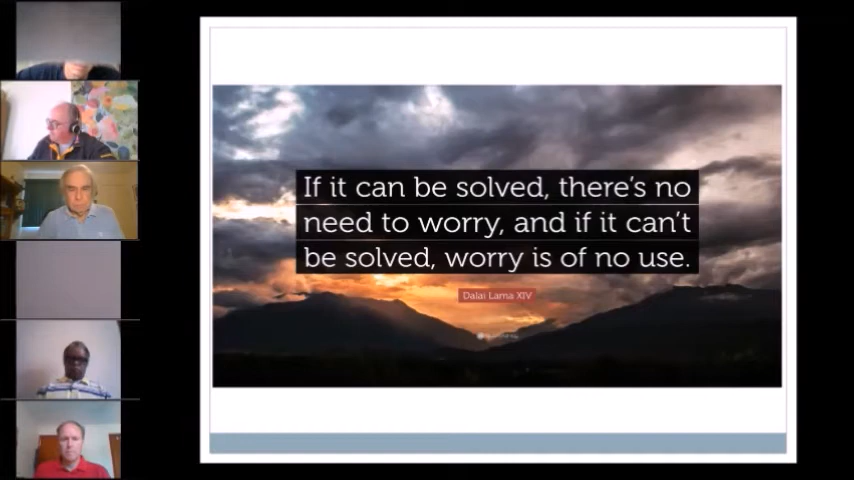 If it can be solved, there's no
need to worry, and if it can't
be solved, worry is of no use.
Dalai Lama XIV